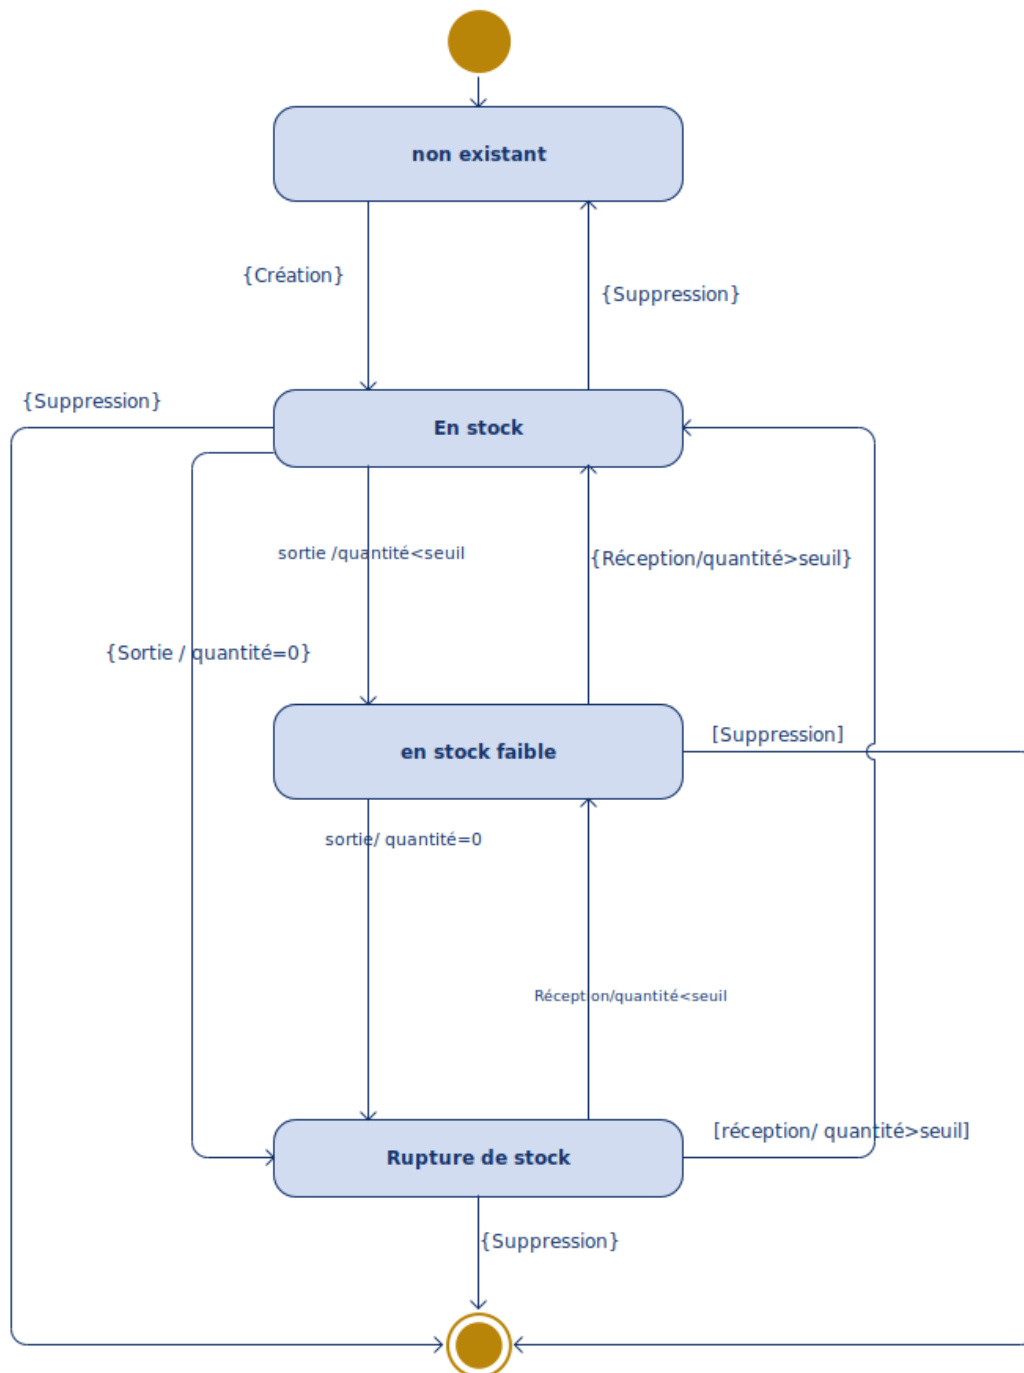 non existant
{Création}
{Suppression}
{Suppression}
En stock
sortie /quantité<seuil
{Réception/quantité>seuil}
{Sortie / quantité=0}
[Suppression]
en stock faible
sortie/ quantité=0
Réception/quantité<seuil
[réception/ quantité>seuil]
Rupture de stock
{Suppression}